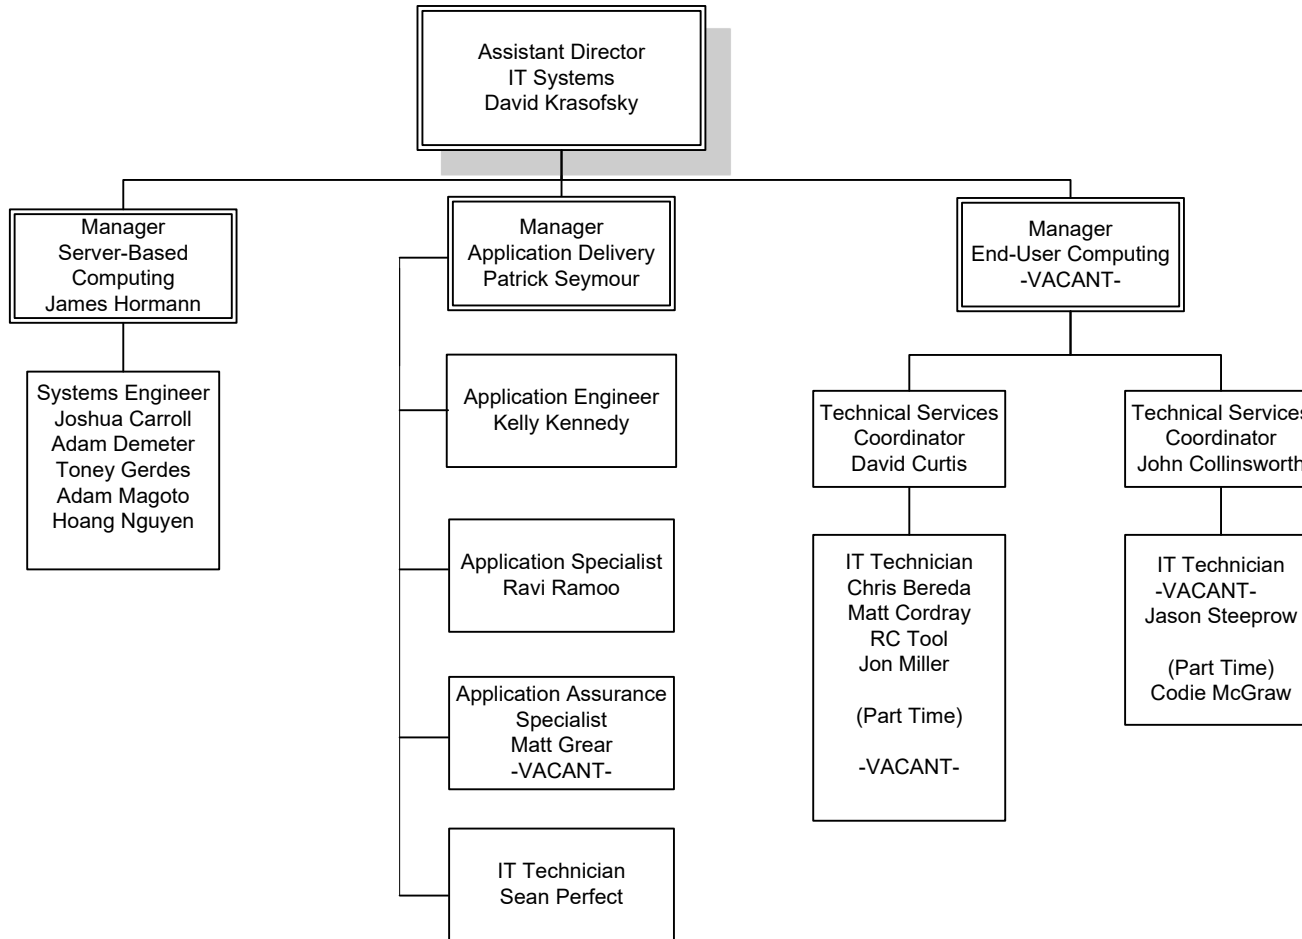 Assistant Director
IT Systems
David Krasofsky
Manager
Server-Based
Computing
James Hormann
Manager
Application Delivery
Patrick Seymour
Manager
End-User Computing
-VACANT-
Systems Engineer
Joshua Carroll
Adam Demeter
Toney Gerdes
Adam Magoto
Hoang Nguyen
Application Engineer
Kelly Kennedy
Application Specialist
Ravi Ramoo
Application Assurance
Specialist
Matt Grear
-VACANT-
IT Technician
Sean Perfect
Technical Services
Coordinator
David Curtis
IT Technician
Chris Bereda
Matt Cordray
RC Tool
Jon Miller
(Part Time)
-VACANT-
Technical Services
Coordinator
John Collinsworth
IT Technician
-VACANT-
Jason Steeprow
(Part Time)
Codie McGraw